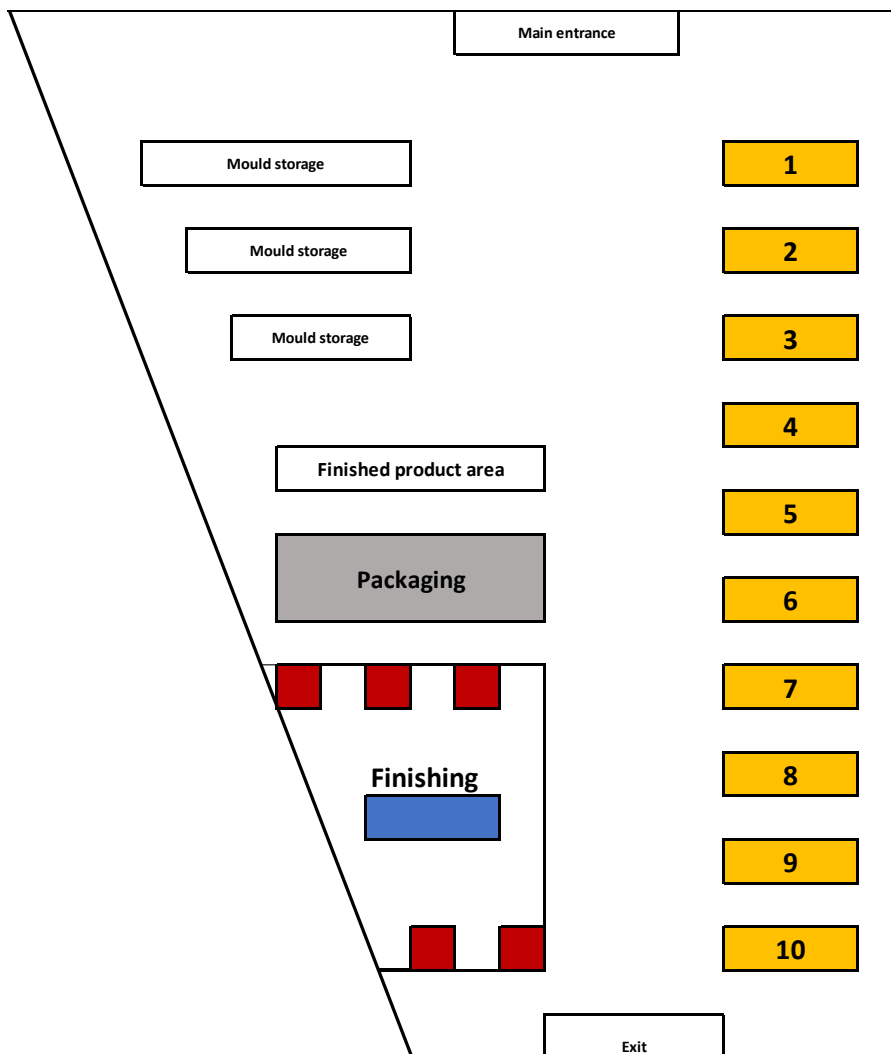 Main entrance
Mould storage
1
Mould storage
2
Mould storage
3
4
Finished product area
5
Packaging
6
7
Finishing
8
9
10
Exit